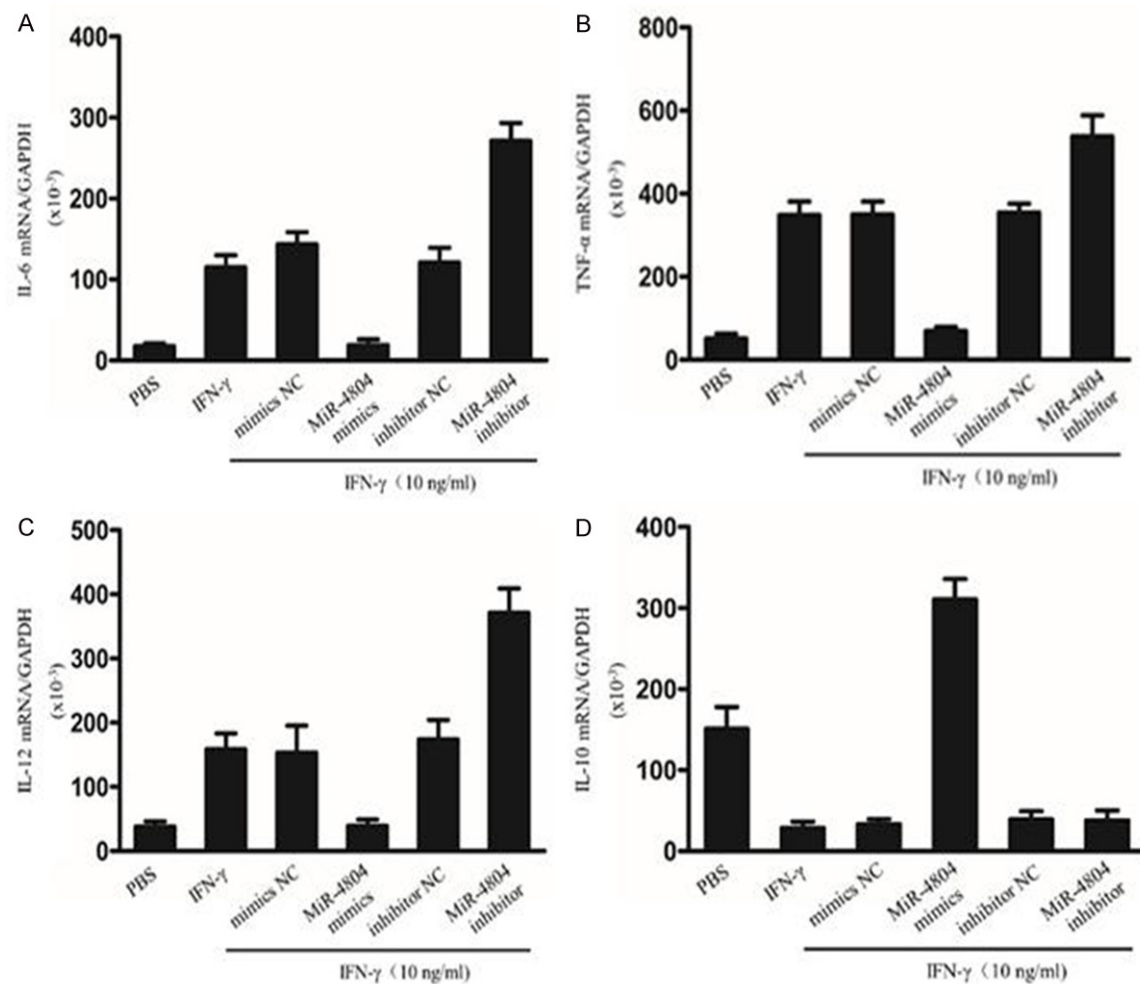 A
IL-6 mRNA/GAPDH
(x10⁻³)
400
300
200
100
0
PBS
IFN-γ
mimics NC
MiR-4804
mimics
inhibitor NC
MiR-4804
inhibitor
IFN-γ（10 ng/ml)
B
TNF-α mRNA/GAPDH
(x10⁻³)
800
600
400
200
0
PBS
IFN-γ
mimics NC
MiR-4804
mimics
inhibitor NC
MiR-4804
inhibitor
IFN-γ（10 ng/ml)
C
IL-12 mRNA/GAPDH
(x10⁻³)
500
400
300
200
100
0
PBS
IFN-γ
mimics NC
MiR-4804
mimics
inhibitor NC
MiR-4804
inhibitor
IFN-γ（10 ng/ml)
D
IL-10 mRNA/GAPDH
(x10⁻³)
400
300
200
100
0
PBS
IFN-γ
mimics NC
MiR-4804
mimics
inhibitor NC
MiR-4804
inhibitor
IFN-γ（10 ng/ml)